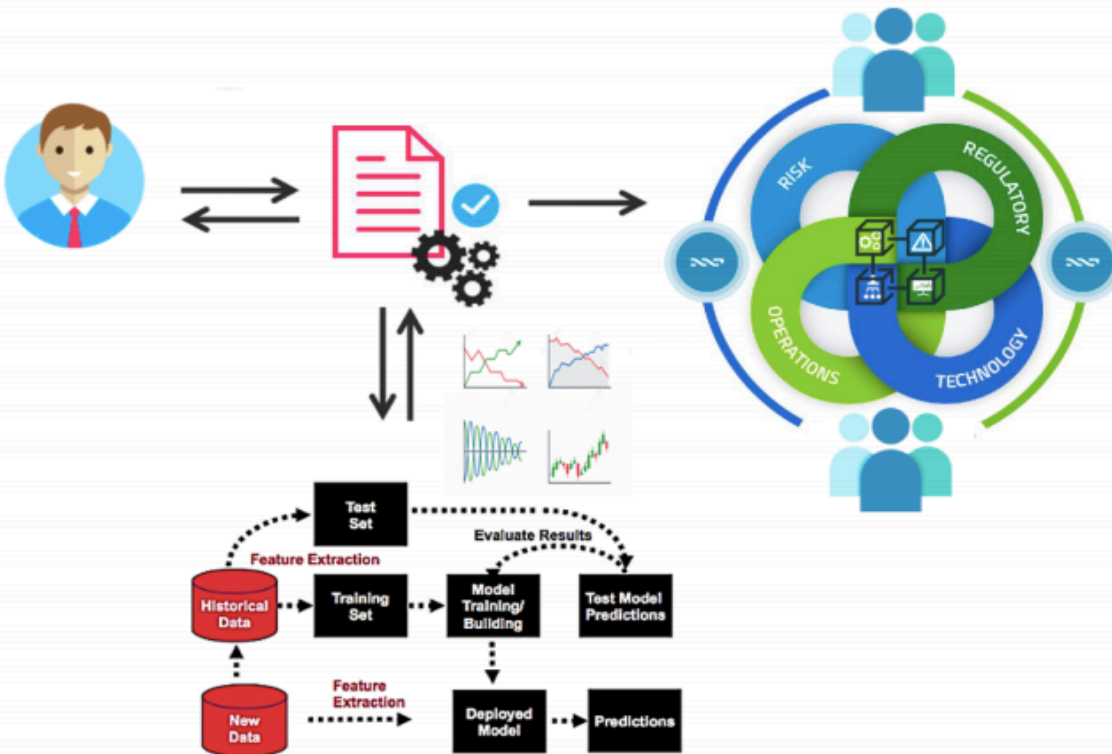 RISK
REGULATORY
OPERATIONS
TECHNOLOGY
Test
Set
Evaluate Results
Feature Extraction
Historical
Data
Training
Set
Model
Training/
Building
Test Model
Predictions
Feature
Extraction
New
Data
Deployed
Model
Predictions